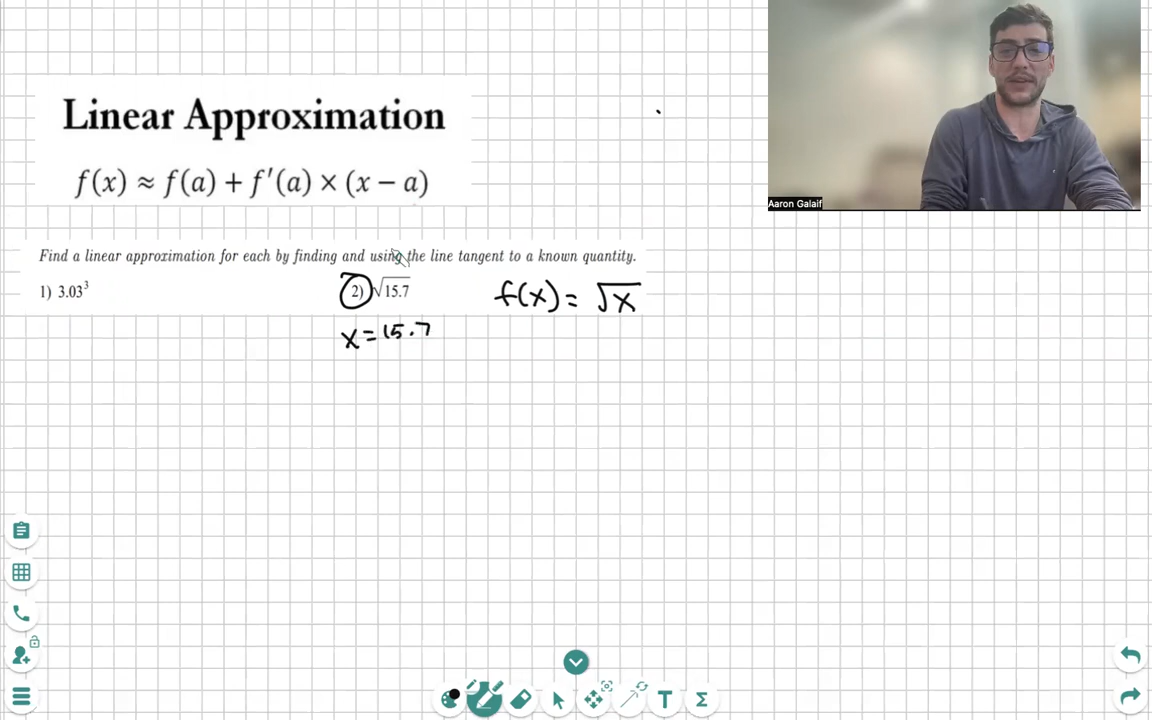 Linear Approximation
f(x) ≈ f(a) + f'(a) × (x − a)
Aaron Galaif
Find a linear approximation for each by finding and using the line tangent to a known quantity.
1) 3.03³ 2) √15.7 f(x) = √x
x = 15.7
T Σ